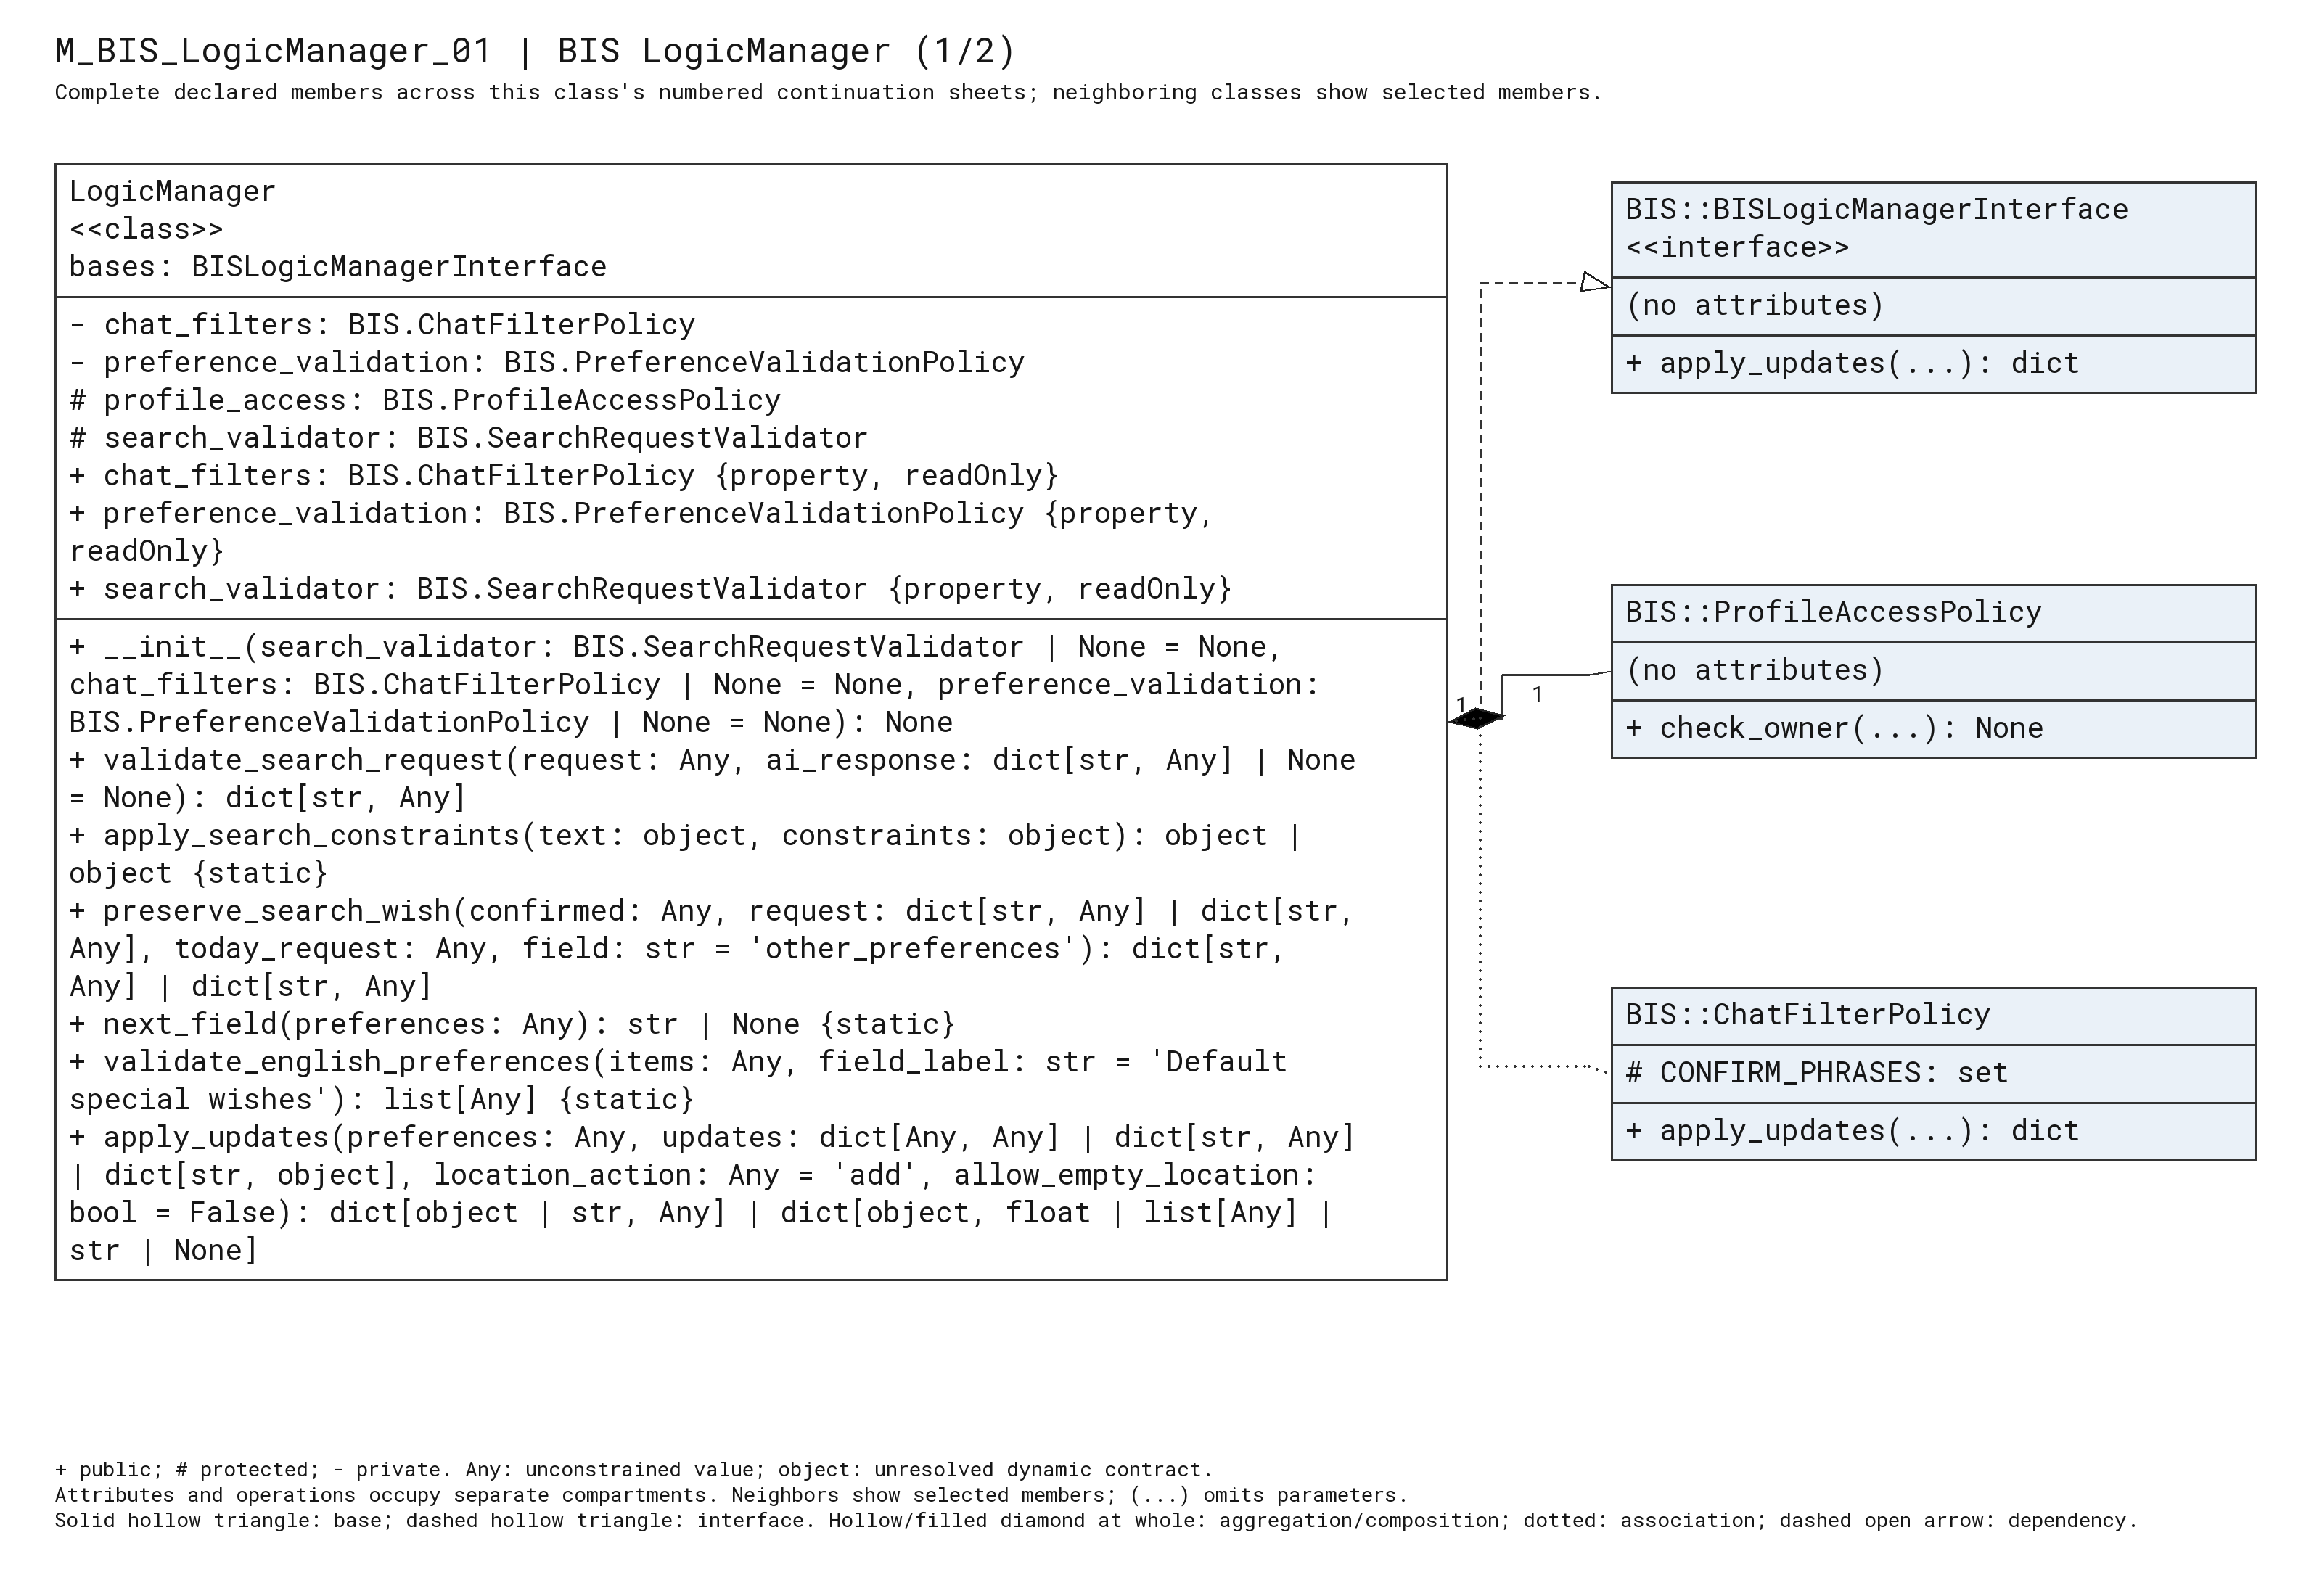 M_BIS_LogicManager_01 | BIS LogicManager (1/2)
Complete declared members across this class's numbered continuation sheets; neighboring classes show selected members.
LogicManager
<<class>>
bases: BISLogicManagerInterface
- chat_filters: BIS.ChatFilterPolicy
- preference_validation: BIS.PreferenceValidationPolicy
# profile_access: BIS.ProfileAccessPolicy
# search_validator: BIS.SearchRequestValidator
+ chat_filters: BIS.ChatFilterPolicy {property, readOnly}
+ preference_validation: BIS.PreferenceValidationPolicy {property,
readOnly}
+ search_validator: BIS.SearchRequestValidator {property, readOnly}
+ __init__(search_validator: BIS.SearchRequestValidator | None = None,
chat_filters: BIS.ChatFilterPolicy | None = None, preference_validation:
BIS.PreferenceValidationPolicy | None = None): None
+ validate_search_request(request: Any, ai_response: dict[str, Any] | None
= None): dict[str, Any]
+ apply_search_constraints(text: object, constraints: object): object |
object {static}
+ preserve_search_wish(confirmed: Any, request: dict[str, Any] | dict[str,
Any], today_request: Any, field: str = 'other_preferences'): dict[str,
Any] | dict[str, Any]
+ next_field(preferences: Any): str | None {static}
+ validate_english_preferences(items: Any, field_label: str = 'Default
special wishes'): list[Any] {static}
+ apply_updates(preferences: Any, updates: dict[Any, Any] | dict[str, Any]
| dict[str, object], location_action: Any = 'add', allow_empty_location:
bool = False): dict[object | str, Any] | dict[object, float | list[Any] |
str | None]
BIS::BISLogicManagerInterface
<<interface>>
(no attributes)
+ apply_updates(...): dict
1
1
BIS::ProfileAccessPolicy
(no attributes)
+ check_owner(...): None
BIS::ChatFilterPolicy
# CONFIRM_PHRASES: set
+ apply_updates(...): dict
+ public; # protected; - private. Any: unconstrained value; object: unresolved dynamic contract.
Attributes and operations occupy separate compartments. Neighbors show selected members; (...) omits parameters.
Solid hollow triangle: base; dashed hollow triangle: interface. Hollow/filled diamond at whole: aggregation/composition; dotted: association; dashed open arrow: dependency.